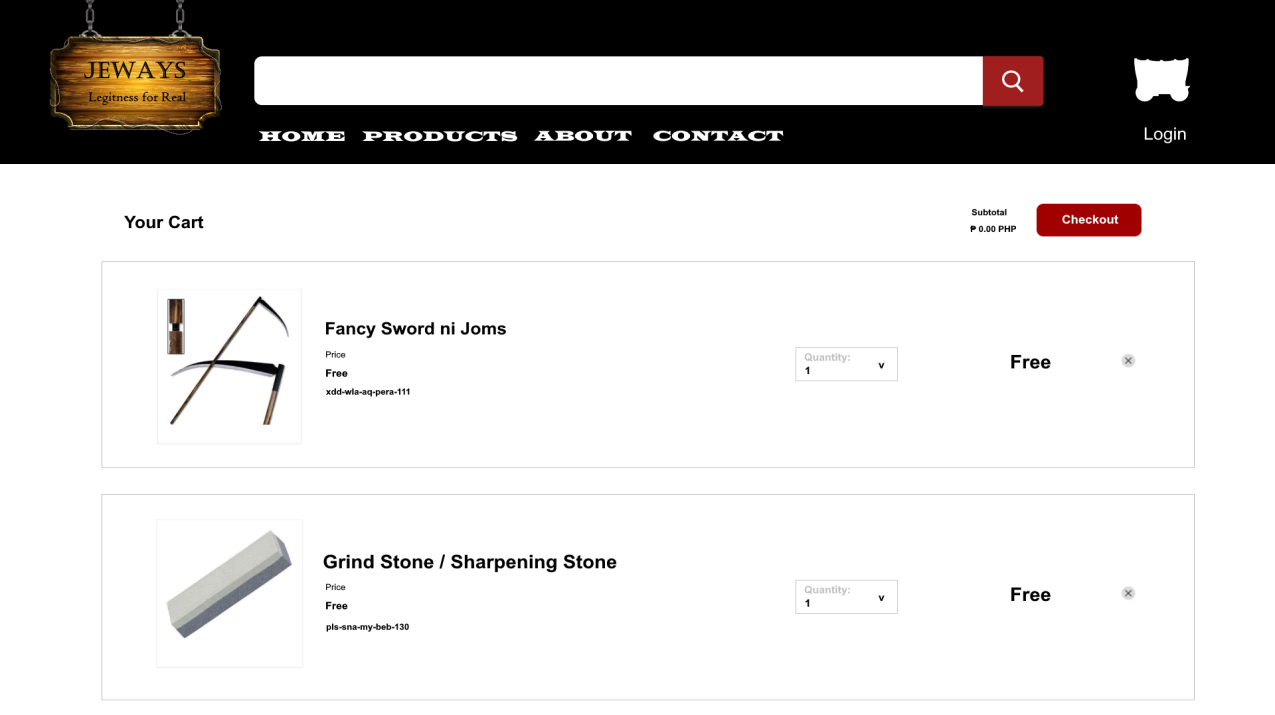 JEWAYS
Legitness for Real
HOME PRODUCTS ABOUT CONTACT
Login
Your Cart
Subtotal
₱ 0.00 PHP
Checkout
Fancy Sword ni Joms
Price
Free
xdd-wla-aq-pera-111
Quantity:
1 v
Free
Grind Stone / Sharpening Stone
Price
Free
pls-sna-my-beb-130
Quantity:
1 v
Free